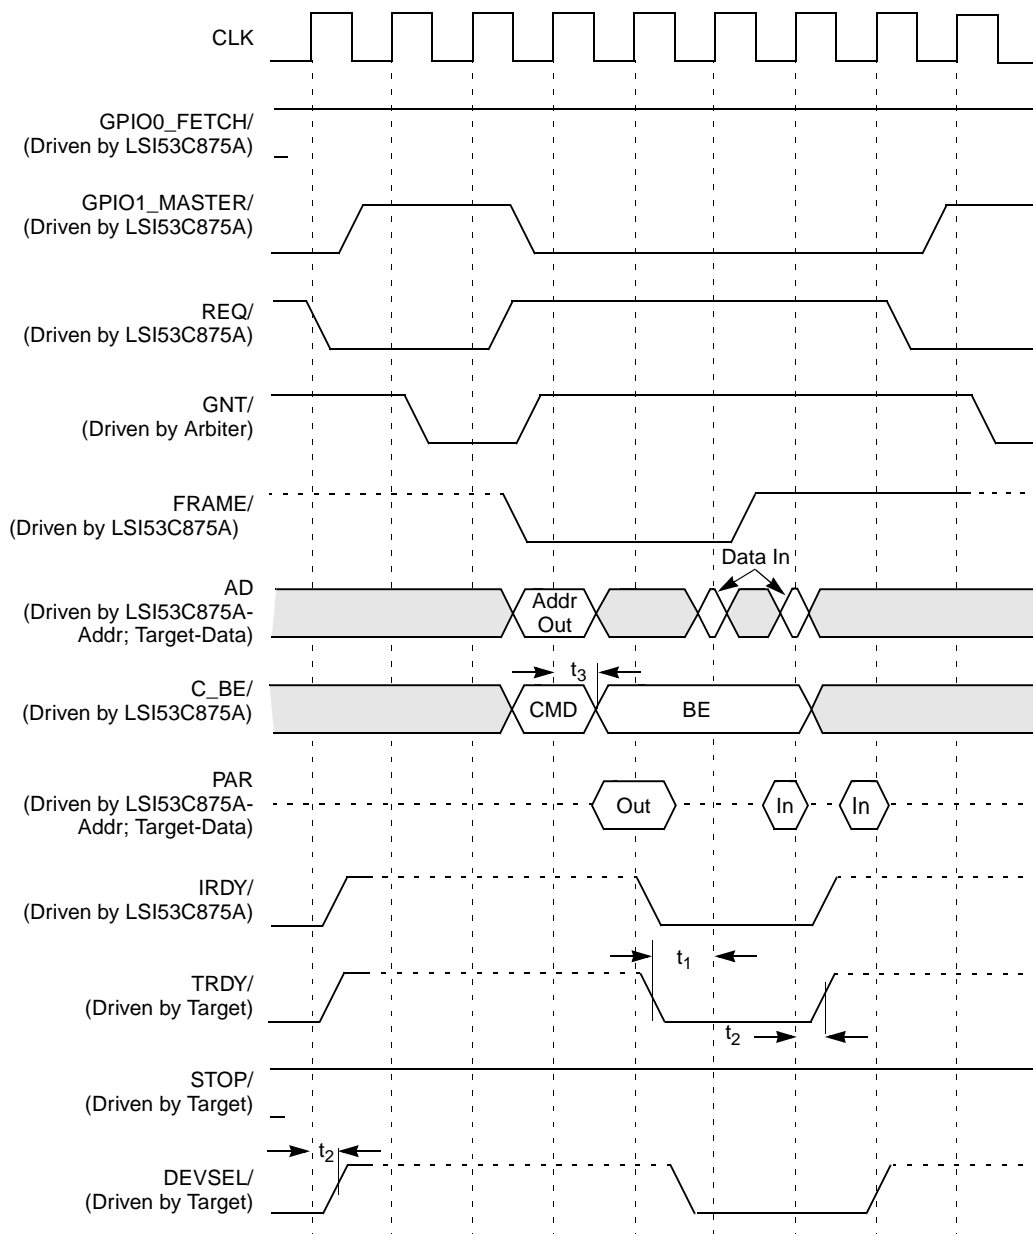 CLK
GPIO0_FETCH/
(Driven by LSI53C875A)
GPIO1_MASTER/
(Driven by LSI53C875A)
REQ/
(Driven by LSI53C875A)
GNT/
(Driven by Arbiter)
FRAME/
(Driven by LSI53C875A)
Data In
AD
(Driven by LSI53C875A-
Addr; Target-Data)
Addr
Out
t3
C_BE/
(Driven by LSI53C875A)
CMD
BE
PAR
(Driven by LSI53C875A-
Addr; Target-Data)
Out
In
In
IRDY/
(Driven by LSI53C875A)
t1
TRDY/
(Driven by Target)
t2
STOP/
(Driven by Target)
t2
DEVSEL/
(Driven by Target)